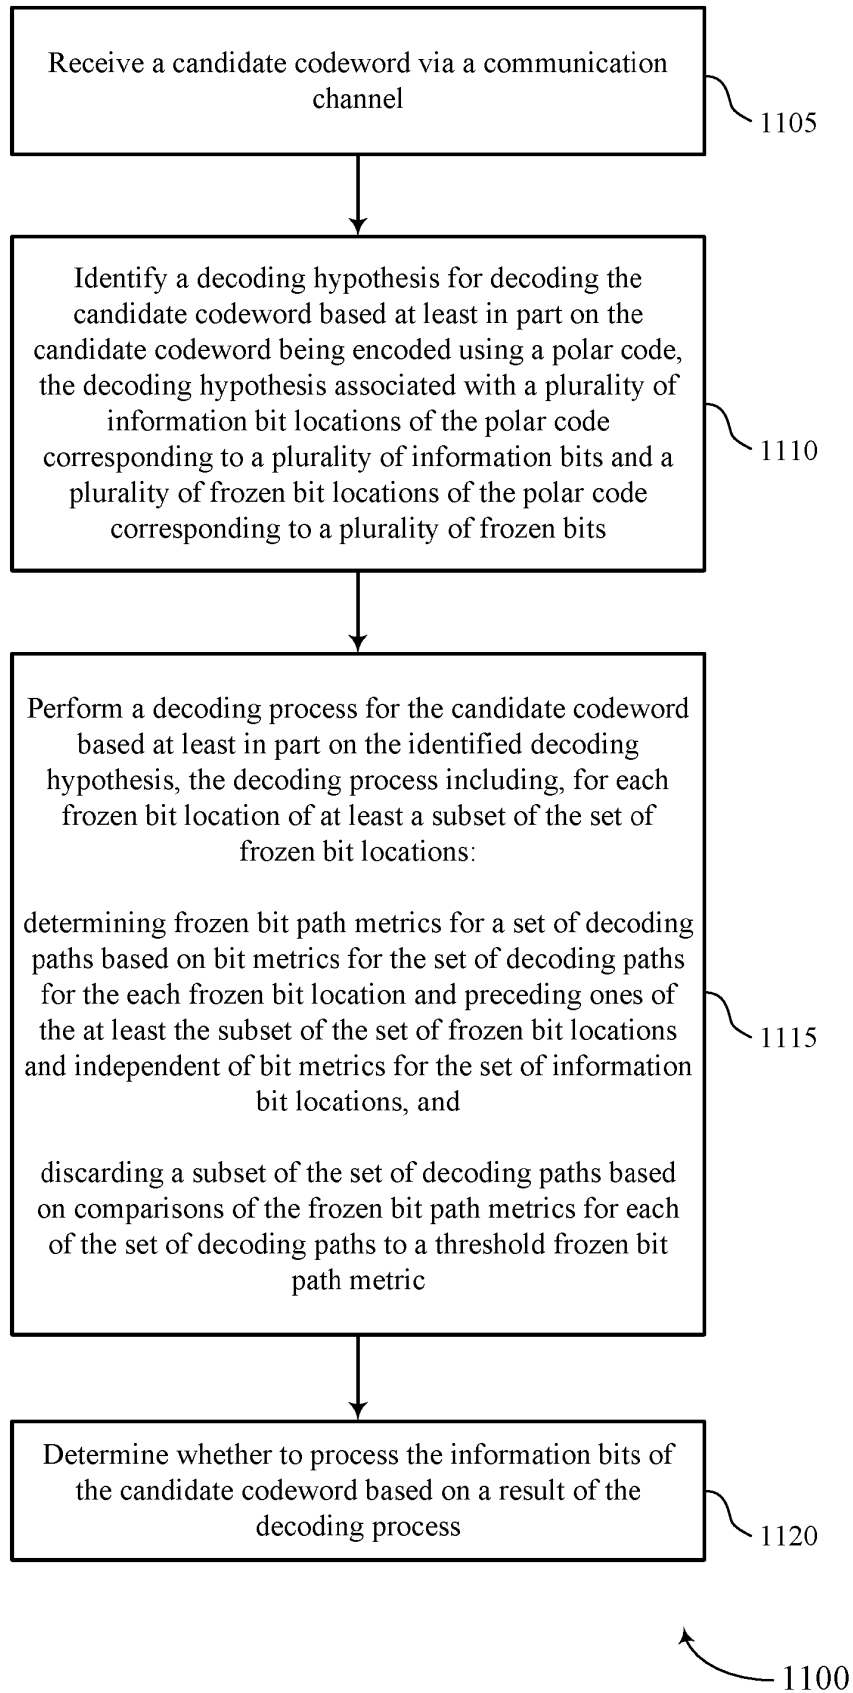 Receive a candidate codeword via a communication
channel
1105
Identify a decoding hypothesis for decoding the
candidate codeword based at least in part on the
candidate codeword being encoded using a polar code,
the decoding hypothesis associated with a plurality of
information bit locations of the polar code
corresponding to a plurality of information bits and a
plurality of frozen bit locations of the polar code
corresponding to a plurality of frozen bits
1110
Perform a decoding process for the candidate codeword
based at least in part on the identified decoding
hypothesis, the decoding process including, for each
frozen bit location of at least a subset of the set of
frozen bit locations:
determining frozen bit path metrics for a set of decoding
paths based on bit metrics for the set of decoding paths
for the each frozen bit location and preceding ones of
the at least the subset of the set of frozen bit locations
and independent of bit metrics for the set of information
bit locations, and
discarding a subset of the set of decoding paths based
on comparisons of the frozen bit path metrics for each
of the set of decoding paths to a threshold frozen bit
path metric
1115
Determine whether to process the information bits of
the candidate codeword based on a result of the
decoding process
1120
1100